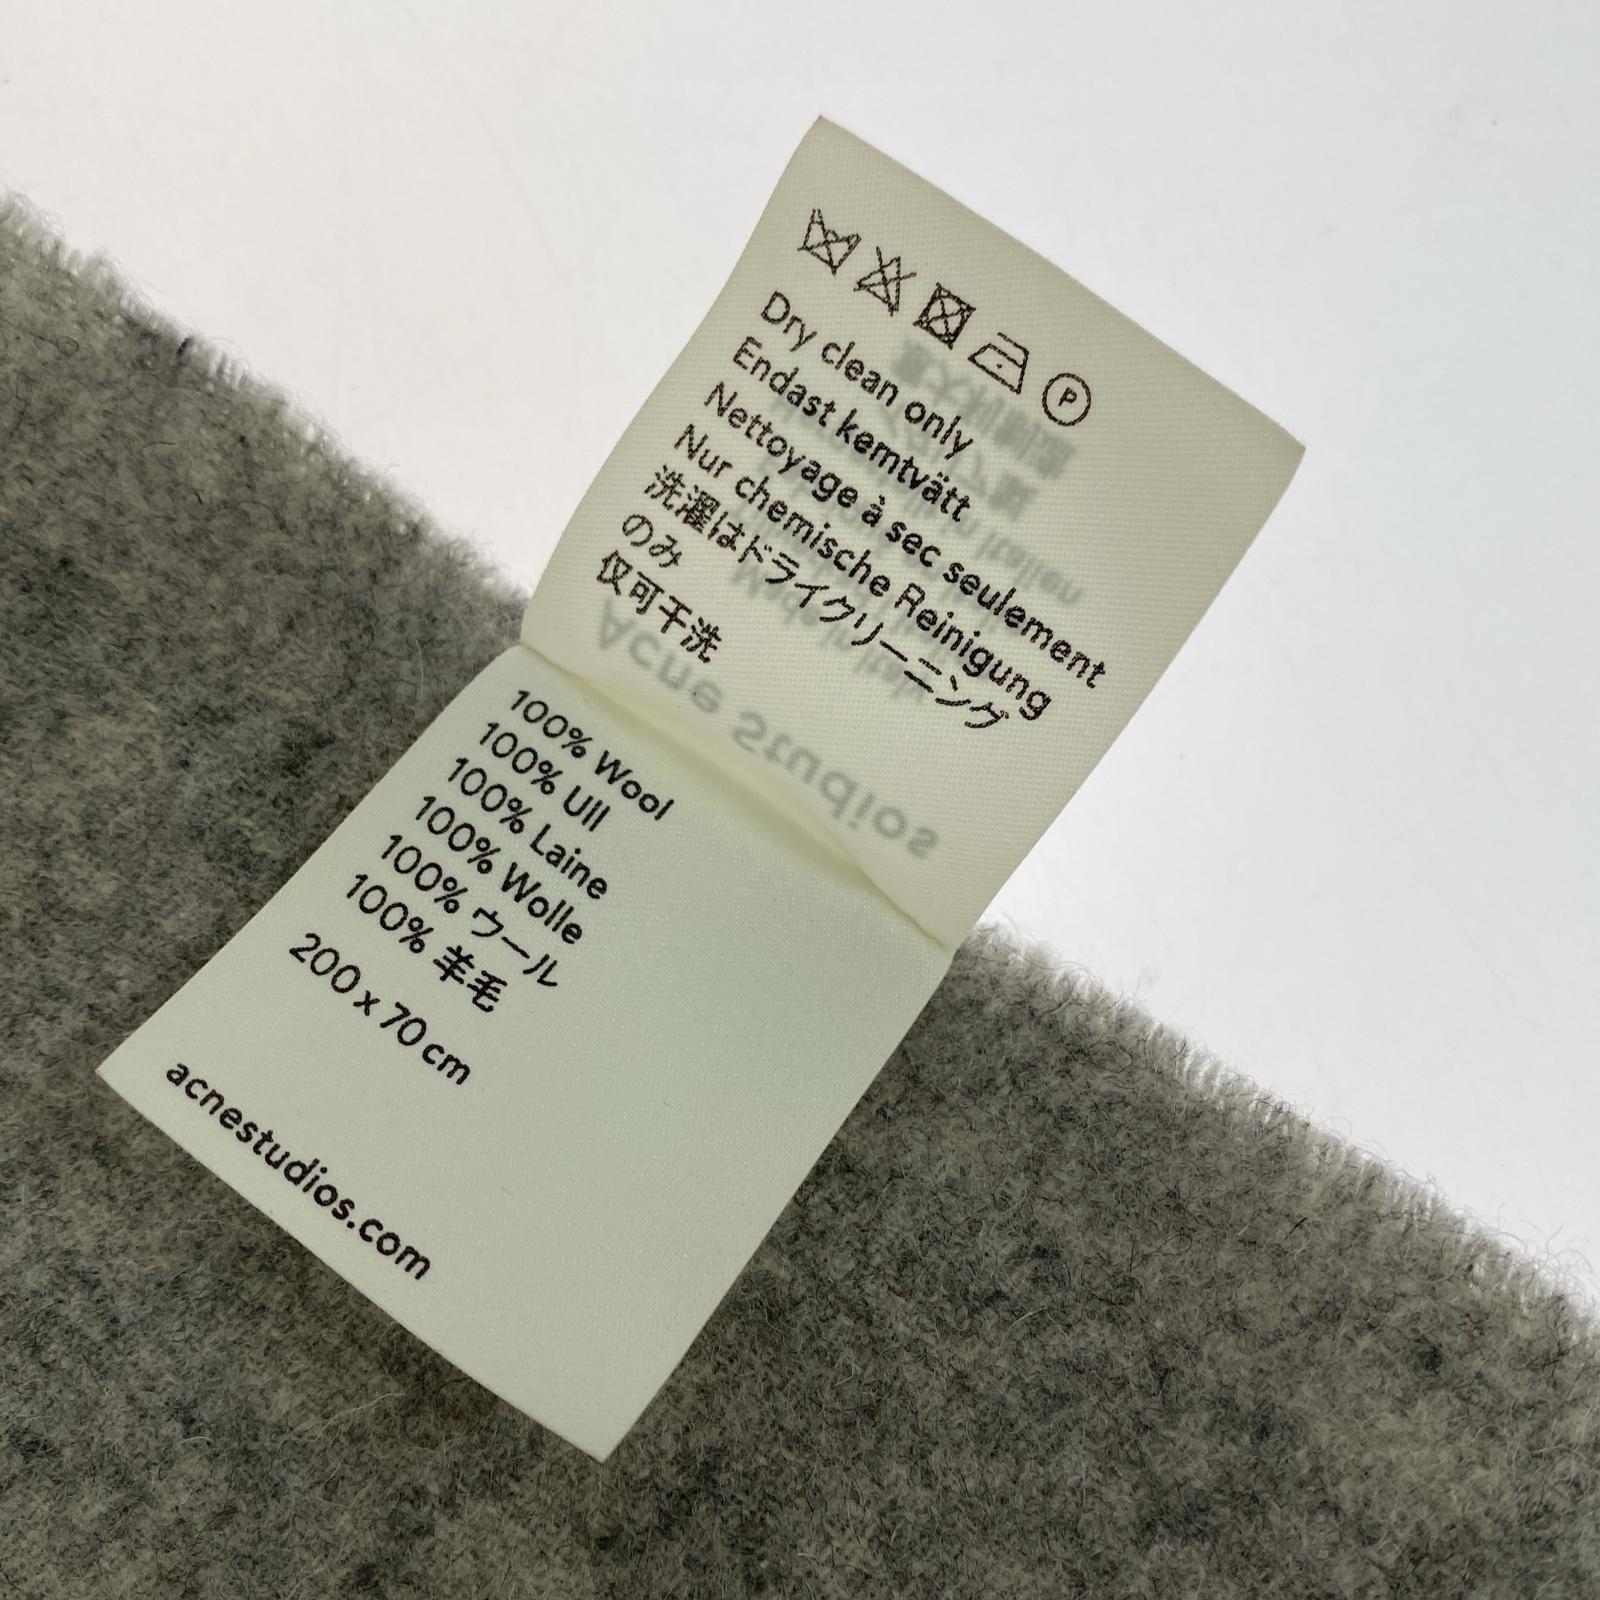 P
Dry clean only
Endast kemtvätt
Nettoyage à sec seulement
Nur chemische Reinigung
洗濯はドライクリーニング
のみ
仅可干洗
Acne Studios
100% Wool
100% Ull
100% Laine
100% Wolle
100% ウール
100% 羊毛
200 x 70 cm
acnestudios.com